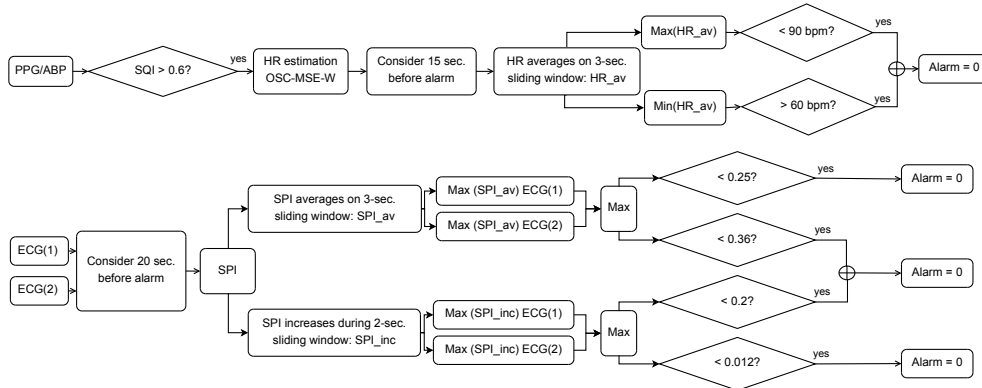 PPG/ABP
SQI > 0.6?
yes
HR estimation
OSC-MSE-W
Consider 15 sec.
before alarm
HR averages on 3-sec.
sliding window: HR_av
Max(HR_av)
< 90 bpm?
yes
Min(HR_av)
> 60 bpm?
yes
Alarm = 0
ECG(1)
ECG(2)
Consider 20 sec.
before alarm
SPI
SPI averages on 3-sec.
sliding window: SPI_av
Max (SPI_av) ECG(1)
Max (SPI_av) ECG(2)
Max
< 0.25?
yes
Alarm = 0
< 0.36?
yes
SPI increases during 2-sec.
sliding window: SPI_inc
Max (SPI_inc) ECG(1)
Max (SPI_inc) ECG(2)
Max
< 0.2?
yes
Alarm = 0
< 0.012?
yes
Alarm = 0